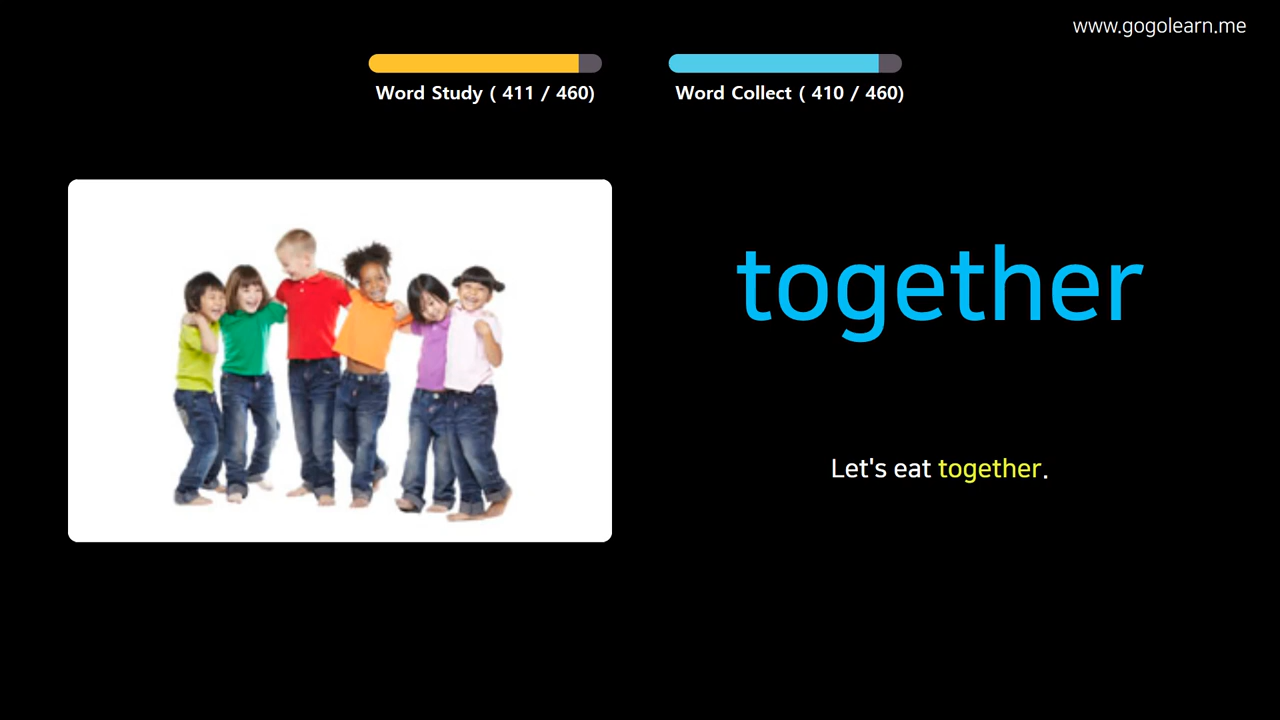 www.gogolearn.me
Word Study ( 411 / 460)
Word Collect ( 410 / 460)
together
Let's eat together.